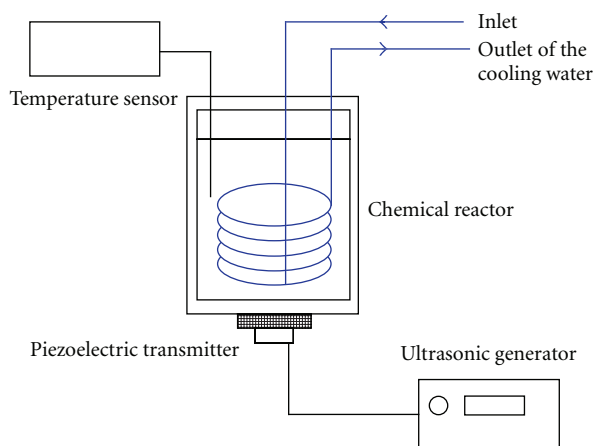 Inlet
Outlet of the
cooling water
Temperature sensor
Chemical reactor
Piezoelectric transmitter
Ultrasonic generator